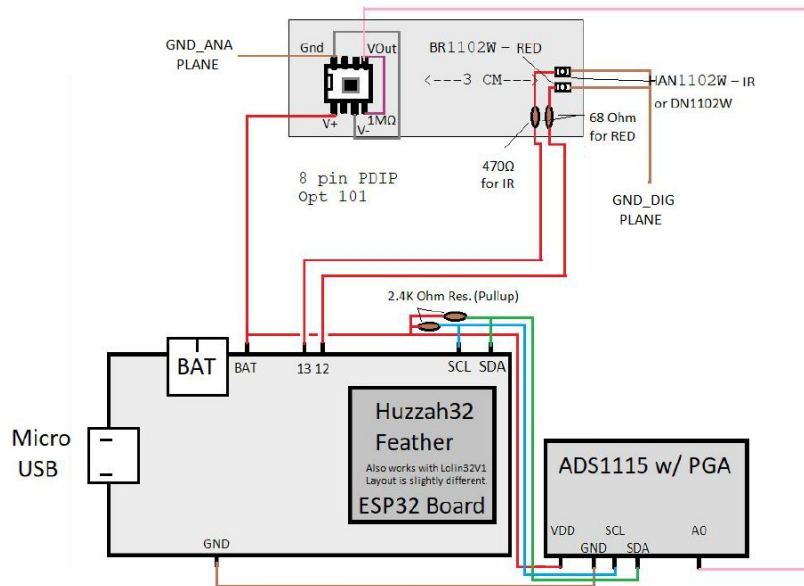 GND_ANA
PLANE
Gnd
VOut
V+
V-
1MΩ
8 pin PDIP
Opt 101
BR1102W - RED
<---3 CM--->
HAN1102W - IR
or DN1102W
68 Ohm
for RED
470Ω
for IR
GND_DIG
PLANE
2.4K Ohm Res. (Pullup)
BAT
BAT
13 12
SCL
SDA
Micro
USB
Huzzah32
Feather
Also works with Lolin32V1
Layout is slightly different.
ESP32 Board
GND
ADS1115 w/ PGA
VDD
GND
SCL
SDA
A0